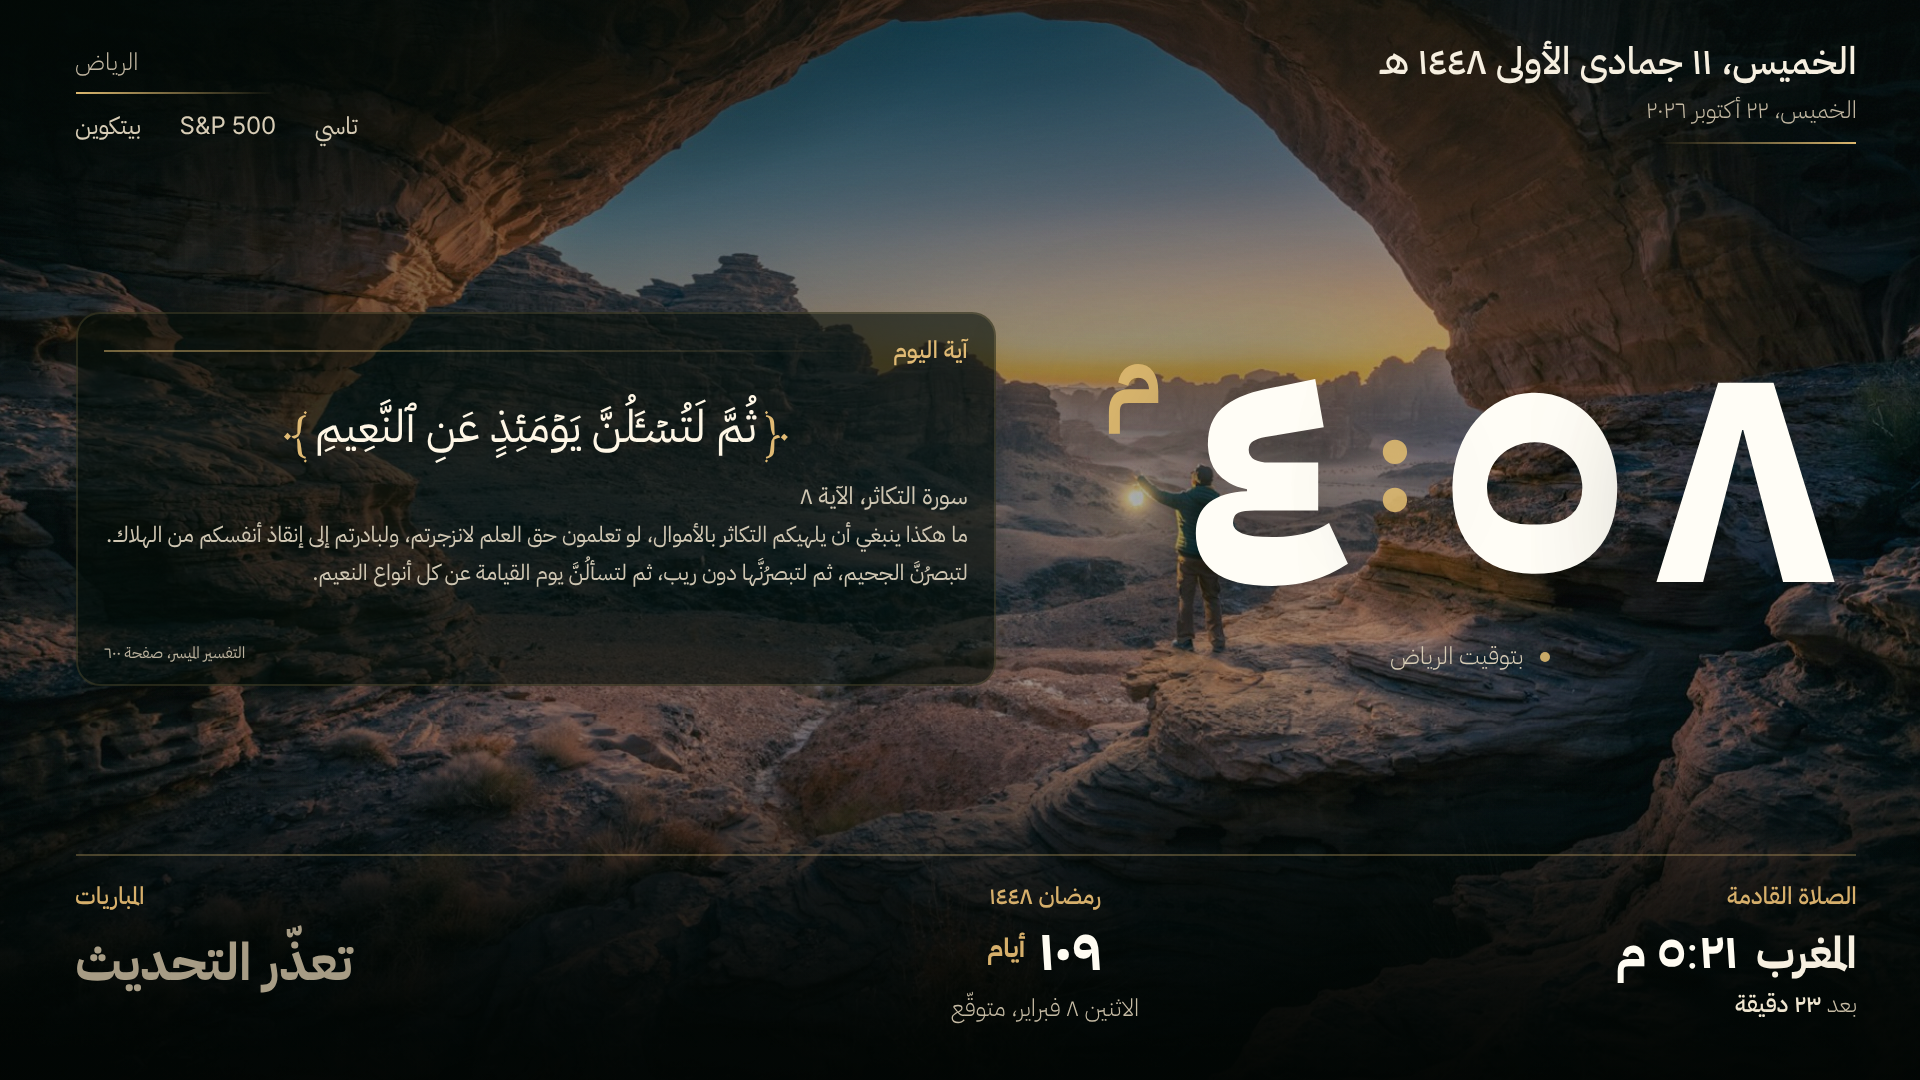 الخميس، ١١ جمادى الأولى ١٤٤٨ هـ
الخميس، ٢٢ أكتوبر ٢٠٢٦
الرياض
تاسي S&P 500 بيتكوين
٤:٥٨ م
بتوقيت الرياض
آية اليوم
﴿ثُمَّ لَتُسْـَٔلُنَّ يَوْمَئِذٍ عَنِ ٱلنَّعِيمِ﴾
سورة التكاثر، الآية ٨
ما هكذا ينبغي أن يلهيكم التكاثر بالأموال، لو تعلمون حق العلم لانزجرتم، ولبادرتم إلى إنقاذ أنفسكم من الهلاك.
لتبصرُنَّ الجحيم، ثم لتبصرُنَّها دون ريب، ثم لتسألُنَّ يوم القيامة عن كل أنواع النعيم.
التفسير الميسر، صفحة ٦٠٠
الصلاة القادمة
المغرب ٥:٢١ م
بعد ٢٣ دقيقة
رمضان ١٤٤٨
١٠٩ أيام
الاثنين ٨ فبراير، متوقّع
المباريات
تعذّر التحديث